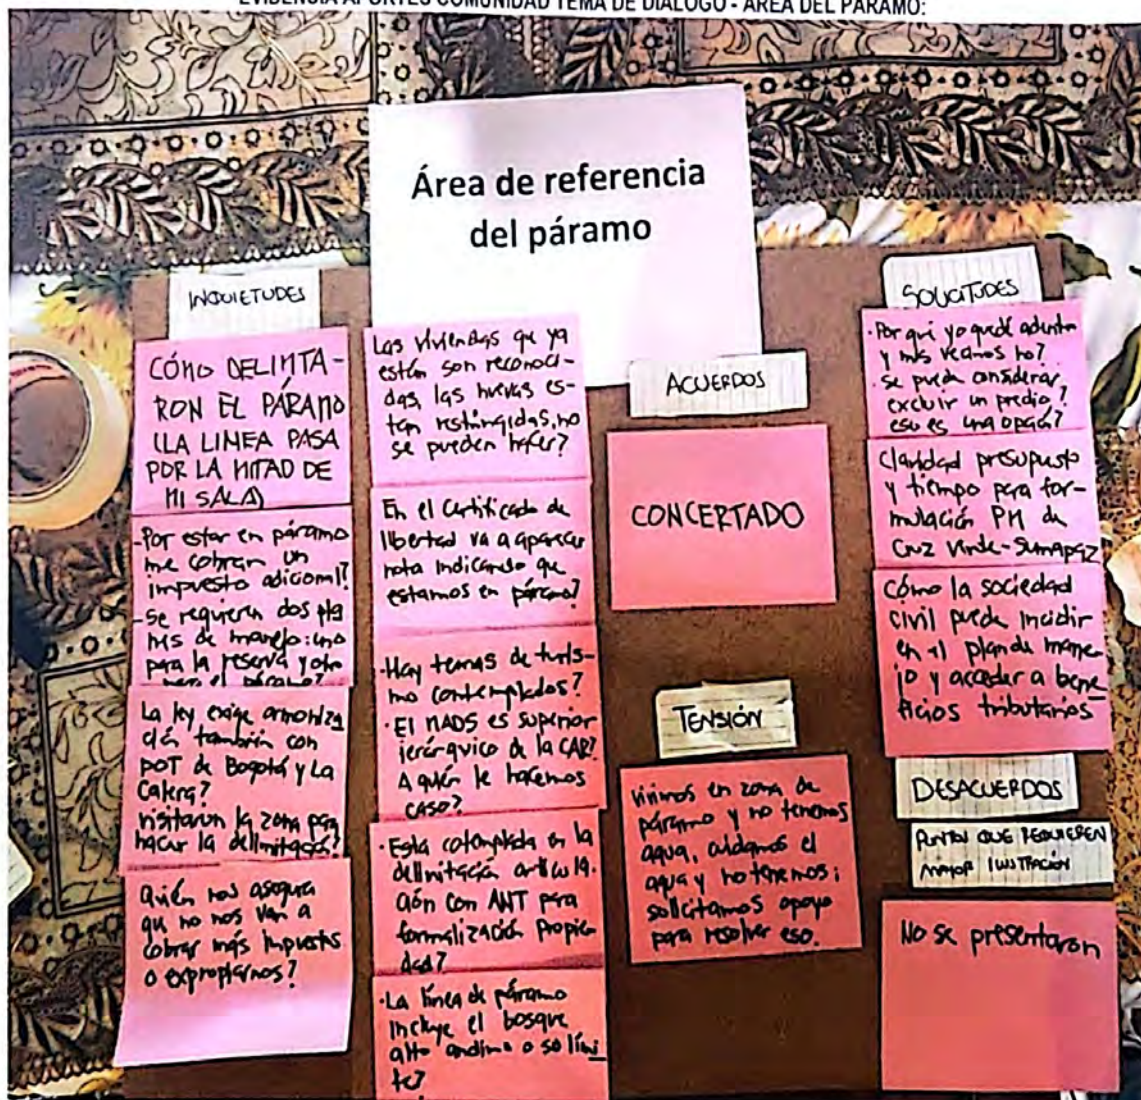 EVIDENCIA APORTES COMUNIDAD TEMA DE DIÁLOGO - ÁREA DEL PÁRAMO:
Área de referencia
del páramo
INQUIETUDES
CÓMO DELIMITA-
RON EL PÁRAMO
(LA LINEA PASA
POR LA MITAD DE
MI SALA)
-Por estar en páramo
me cobran un
impuesto adicional?
-Se requieren dos pla
nes de manejo: uno
para la reserva y otro
para el páramo?
La ley exige armoniza
ción también con
POT de Bogotá y La
Calera?
visitaron la zona para
hacer la delimitación?
Quién nos asegura
que no nos van a
cobrar más impuestos
o expropiarnos?
Las viviendas que ya
están son reconoci-
das, las nuevas es-
tan restringidas, no
se pueden hacer?
En el certificado de
libertad va a aparecer
nota indicando que
estamos en páramo?
-Hay temas de turis-
mo contemplados?
• El MADS es superior
jerárquico de la CAR?
A quién le hacemos
caso?
• Esta contemplada en la
delimitación articula-
ción con ANT para
formalización propie-
dad?
• La línea de páramo
incluye el bosque
alto andino o su lími
te?
ACUERDOS
CONCERTADO
TENSIÓN
Vivimos en zona de
páramo y no tenemos
agua, cuidamos el
agua y no tenemos;
solicitamos apoyo
para resolver eso.
SOLICITUDES
• Por qué yo quedé adentro
y mis vecinos no?
• se puede considerar
excluir un predio?
eso es una opción?
Claridad presupuesto
y tiempo para for-
mulación PM de
Cruz Verde-Sumapaz
Cómo la sociedad
civil puede incidir
en el plan de mane-
jo y acceder a bene
ficios tributarios
DESACUERDOS
PUNTOS QUE REQUIEREN
MAYOR ILUSTRACIÓN
No se presentaron